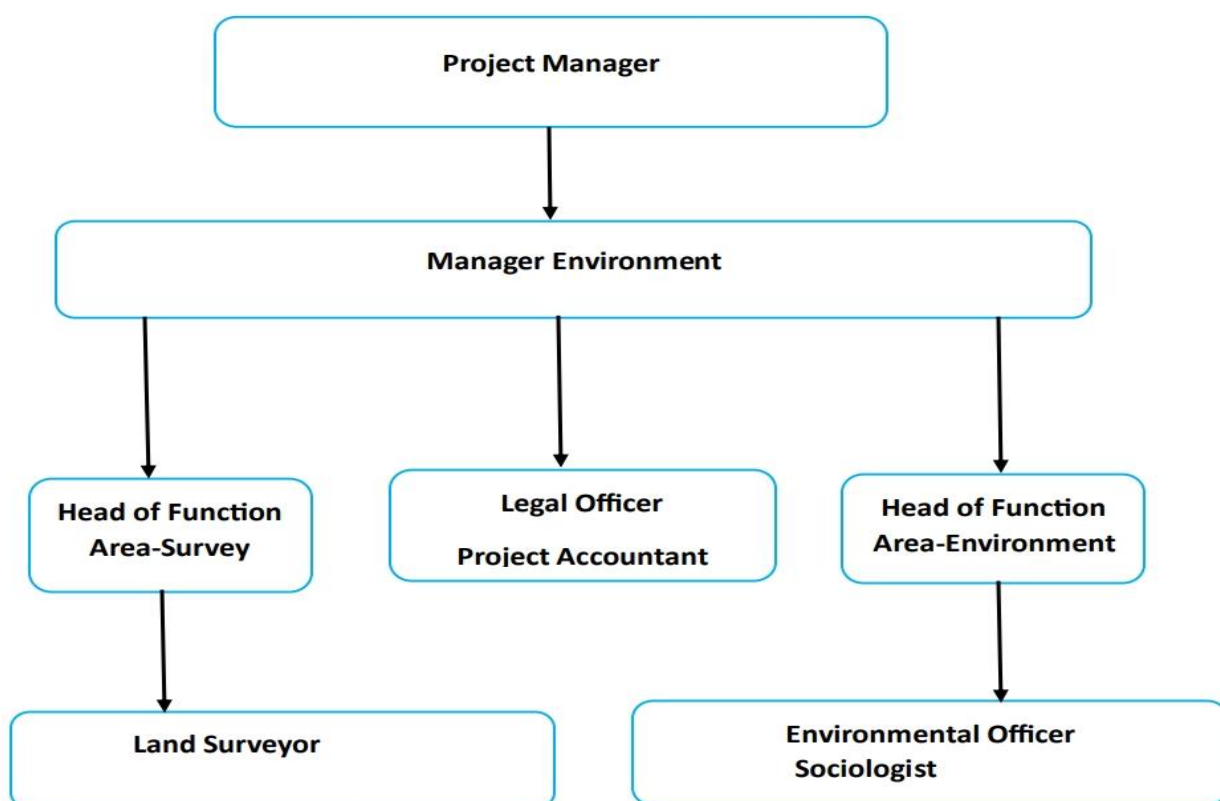 Project Manager
Manager Environment
Head of Function
Area-Survey
Legal Officer
Project Accountant
Head of Function
Area-Environment
Land Surveyor
Environmental Officer
Sociologist